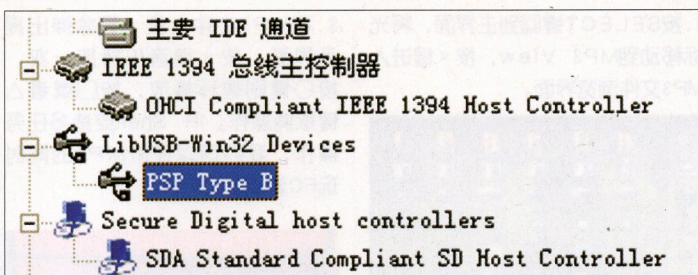 主要 IDE 通道
IEEE 1394 总线主控制器
OHCI Compliant IEEE 1394 Host Controller
LibUSB-Win32 Devices
PSP Type B
Secure Digital host controllers
SDA Standard Compliant SD Host Controller